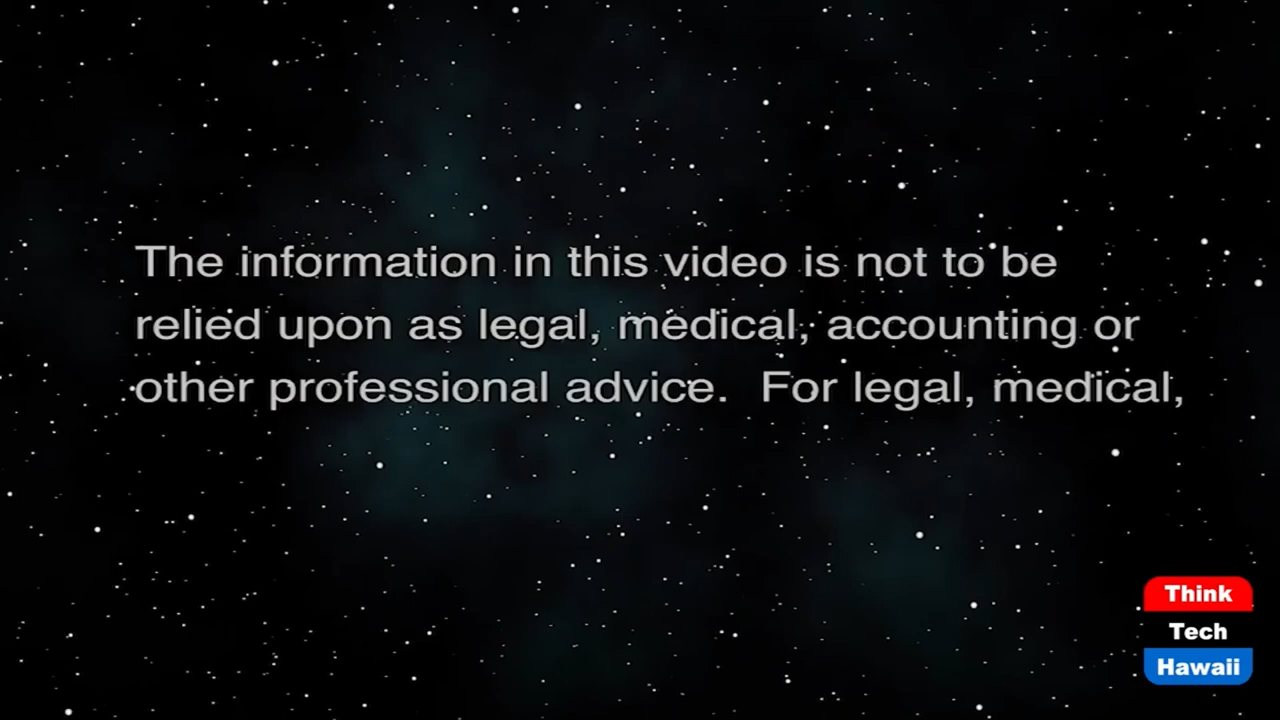 The information in this video is not to be
relied upon as legal, medical, accounting or
other professional advice.  For legal, medical,
Think
Tech
Hawaii